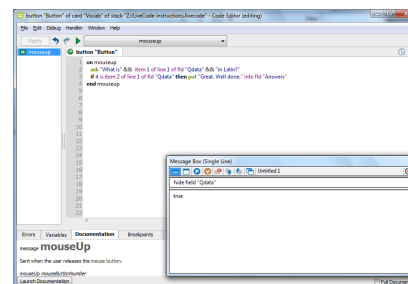 button "Button" of card "Vocab" of stack "Z:/LiveCode instructions.livecode" - Code Editor (editing)
File Edit Debug Handler Window Help
Apply mouseup
mouseup button "Button"
1 on mouseup
2 ask "What is" && item 1 of line 1 of fld "Qdata" && "in Latin?"
3 if it is item 2 of line 1 of fld "Qdata" then put "Great. Well done." into fld "Answers"
4 end mouseup
5
6
7
8
9
10
11
12
13
14
15
16
17
18
19
20
21
22
23
Message Box (Single Line)
Untitled 1
hide field "Qdata"
true
Errors Variables Documentation Breakpoints
message mouseUp
Sent when the user releases the mouse button.
mouseUp mouseButtonNumber
Launch Documentation
Full Documen